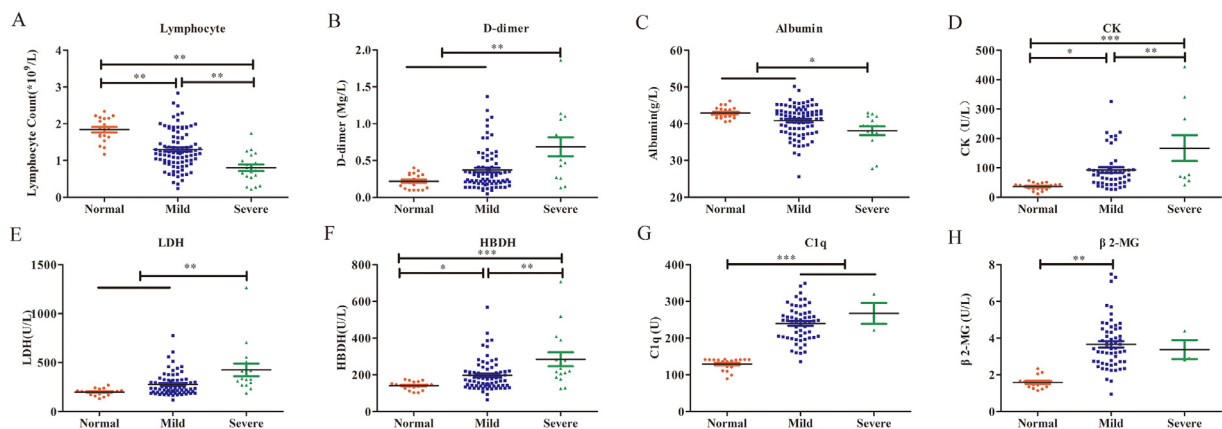 A
Lymphocyte
Lymphocyte Count(*10⁹/L)
4
3
2
1
0
**
**
**
Normal Mild Severe
B
D-dimer
D-dimer (Mg/L)
2.0
1.5
1.0
0.5
0.0
**
Normal Mild Severe
C
Albumin
Albumin(g/L)
80
60
40
20
*
Normal Mild Severe
D
CK
CK (U/L)
500
400
300
200
100
0
***
*
**
Normal Mild Severe
E
LDH
LDH(U/L)
1500
1000
500
0
**
Normal Mild Severe
F
HBDH
HBDH(U/L)
800
600
400
200
0
***
*
**
Normal Mild Severe
G
C1q
C1q (U)
400
300
200
100
0
***
Normal Mild Severe
H
β 2-MG
β 2-MG (U/L)
8
6
4
2
0
**
Normal Mild Severe